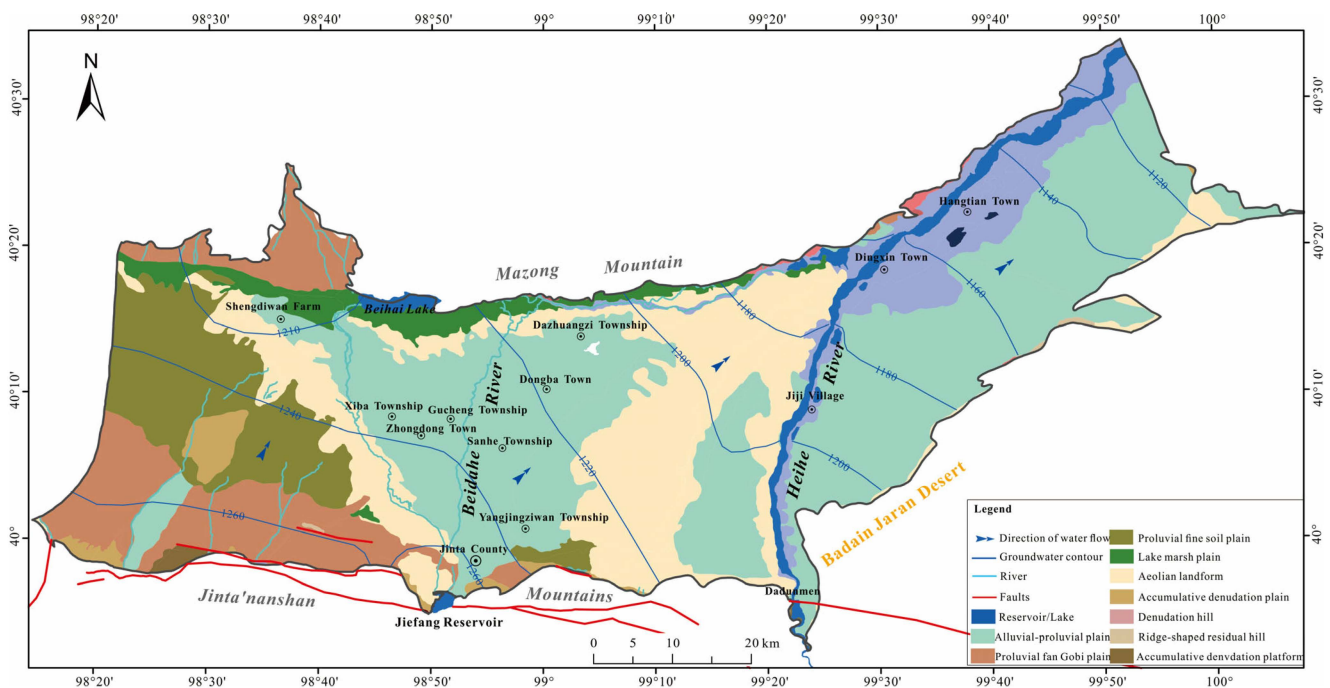 98°20′ 98°30′ 98°40′ 98°50′ 99° 99°10′ 99°20′ 99°30′ 99°40′ 99°50′ 100°
N
40°30′ 40°30′
1120
1140
Hangtian Town
40°20′ 40°20′
Mazong Mountain
Dingxin Town
1160
Shengdiwan Farm
Beihai Lake
1210
1180
Dazhuangzi Township
1200
1180
River
River
40°10′ 40°10′
Dongba Town
Jiji Village
1240
Xiba Township
Gucheng Township
Zhongdong Town
Sanhe Township
1220
1200
Beidahe
Heihe
Badain Jaran Desert
1260
Yangjingziwan Township
40° 40°
Jinta County
1260
Jinta'nanshan
Mountains
Dadunmen
Jiefang Reservoir
0 5 10 20 km
Legend
Direction of water flow
Groundwater contour
River
Faults
Reservoir/Lake
Alluvial-proluvial plain
Proluvial fan Gobi plain
Proluvial fine soil plain
Lake marsh plain
Aeolian landform
Accumulative denudation plain
Denudation hill
Ridge-shaped residual hill
Accumulative denvdation platform
98°20′ 98°30′ 98°40′ 98°50′ 99° 99°10′ 99°20′ 99°30′ 99°40′ 99°50′ 100°